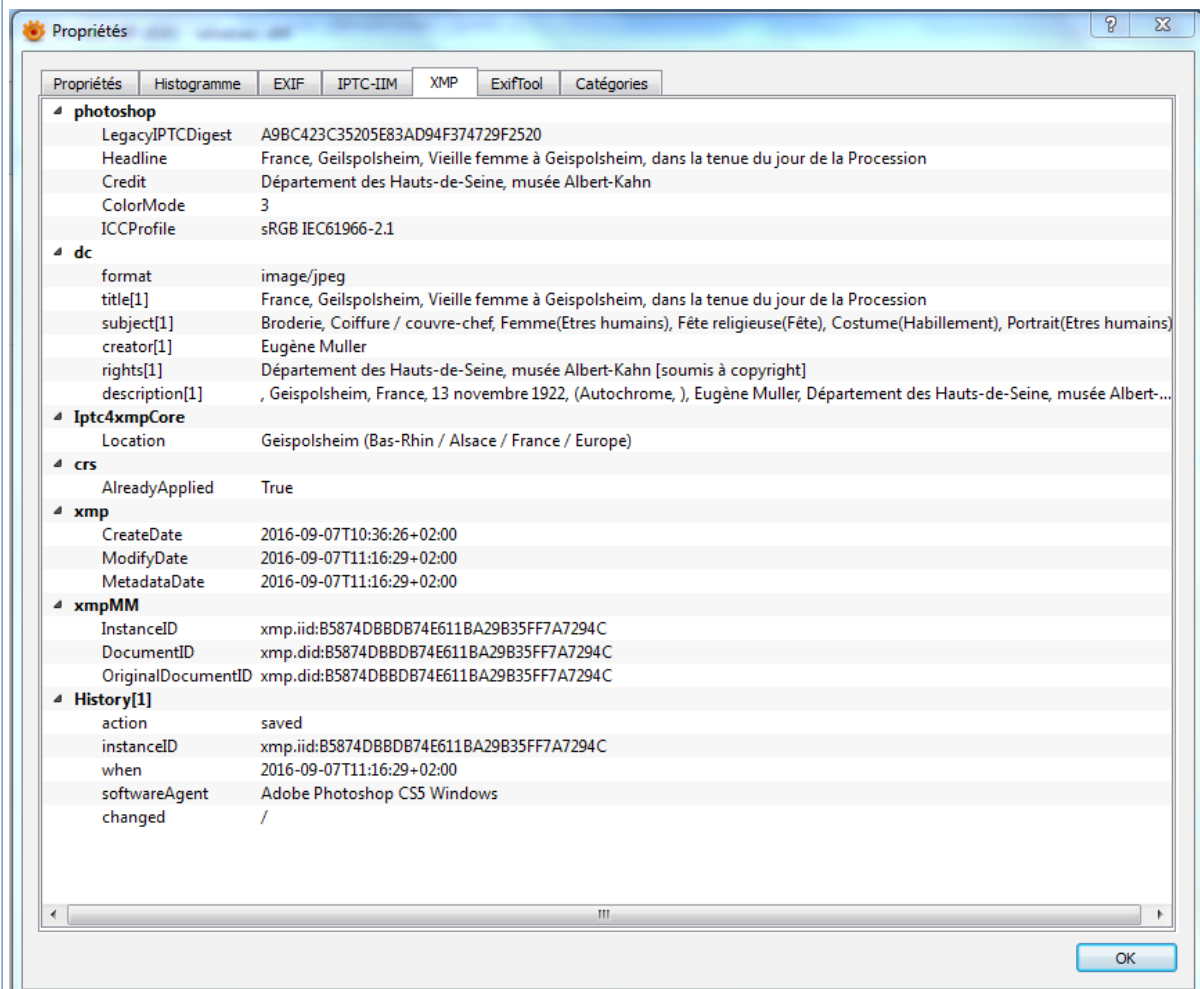 Propriétés
Propriétés Histogramme EXIF IPTC-IIM XMP ExifTool Catégories
photoshop
LegacyIPTCDigest A9BC423C35205E83AD94F374729F2520
Headline France, Geilspolsheim, Vieille femme à Geispolsheim, dans la tenue du jour de la Procession
Credit Département des Hauts-de-Seine, musée Albert-Kahn
ColorMode 3
ICCProfile sRGB IEC61966-2.1
dc
format image/jpeg
title[1] France, Geilspolsheim, Vieille femme à Geispolsheim, dans la tenue du jour de la Procession
subject[1] Broderie, Coiffure / couvre-chef, Femme(Etres humains), Fête religieuse(Fête), Costume(Habillement), Portrait(Etres humains)
creator[1] Eugène Muller
rights[1] Département des Hauts-de-Seine, musée Albert-Kahn [soumis à copyright]
description[1] , Geispolsheim, France, 13 novembre 1922, (Autochrome, ), Eugène Muller, Département des Hauts-de-Seine, musée Albert-...
Iptc4xmpCore
Location Geispolsheim (Bas-Rhin / Alsace / France / Europe)
crs
AlreadyApplied True
xmp
CreateDate 2016-09-07T10:36:26+02:00
ModifyDate 2016-09-07T11:16:29+02:00
MetadataDate 2016-09-07T11:16:29+02:00
xmpMM
InstanceID xmp.iid:B5874DBBDB74E611BA29B35FF7A7294C
DocumentID xmp.did:B5874DBBDB74E611BA29B35FF7A7294C
OriginalDocumentID xmp.did:B5874DBBDB74E611BA29B35FF7A7294C
History[1]
action saved
instanceID xmp.iid:B5874DBBDB74E611BA29B35FF7A7294C
when 2016-09-07T11:16:29+02:00
softwareAgent Adobe Photoshop CS5 Windows
changed /
OK